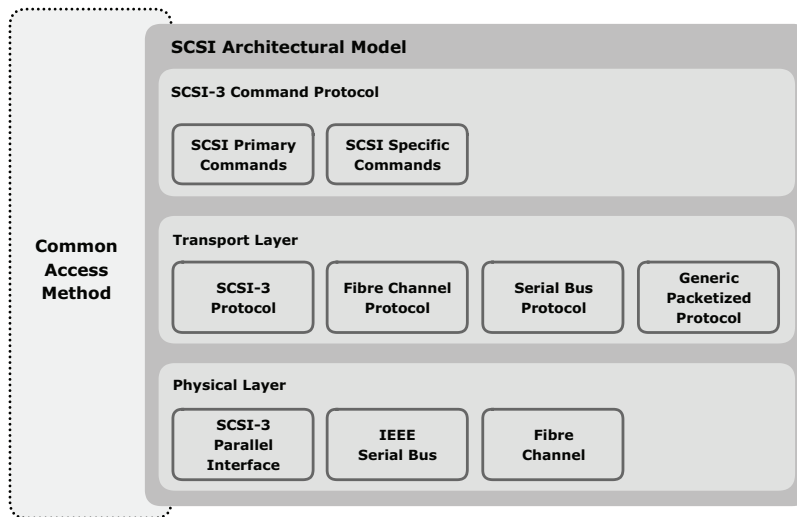 SCSI Architectural Model
SCSI-3 Command Protocol
SCSI Primary
Commands
SCSI Specific
Commands
Common
Access
Method
Transport Layer
SCSI-3
Protocol
Fibre Channel
Protocol
Serial Bus
Protocol
Generic
Packetized
Protocol
Physical Layer
SCSI-3
Parallel
Interface
IEEE
Serial Bus
Fibre
Channel